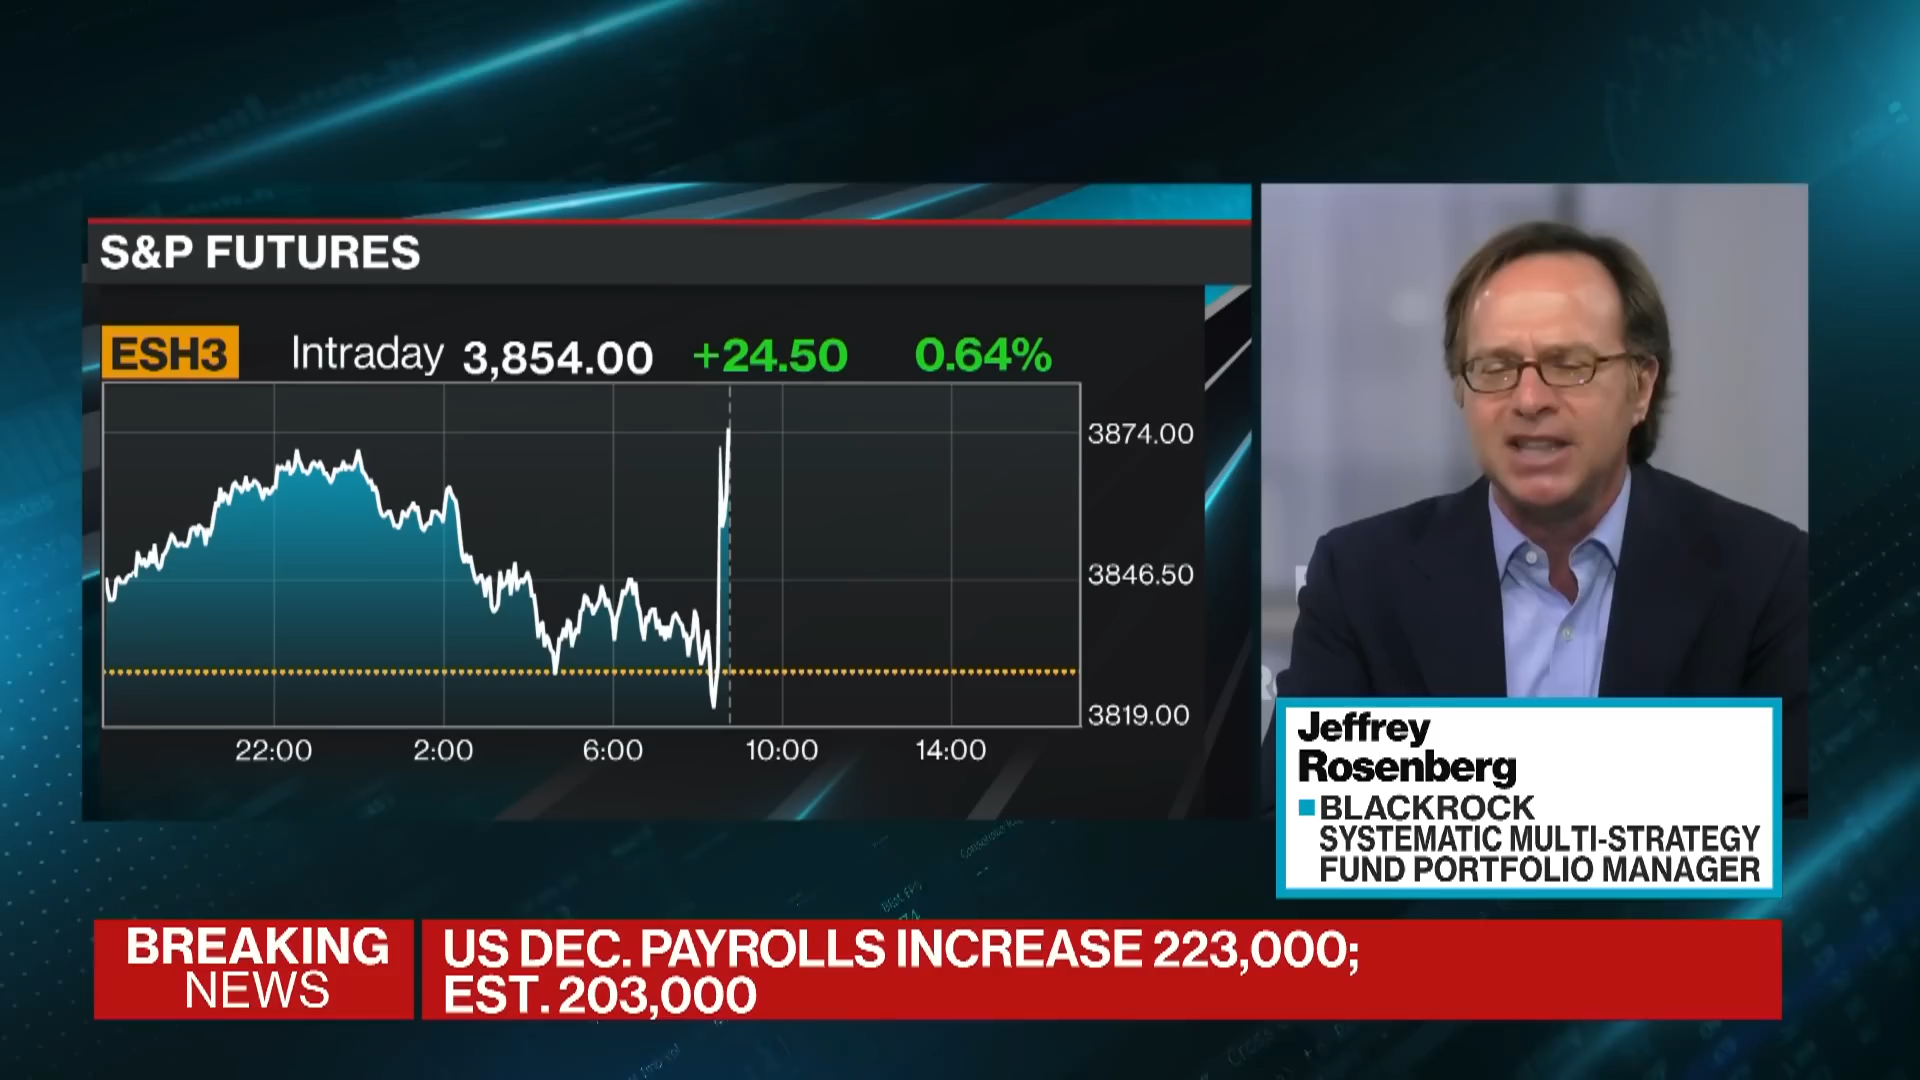 S&P FUTURES
ESH3 Intraday 3,854.00 +24.50 0.64%
3874.00
3846.50
3819.00
22:00 2:00 6:00 10:00 14:00
Jeffrey
Rosenberg
BLACKROCK
SYSTEMATIC MULTI-STRATEGY
FUND PORTFOLIO MANAGER
BREAKING
NEWS
US DEC. PAYROLLS INCREASE 223,000;
EST. 203,000